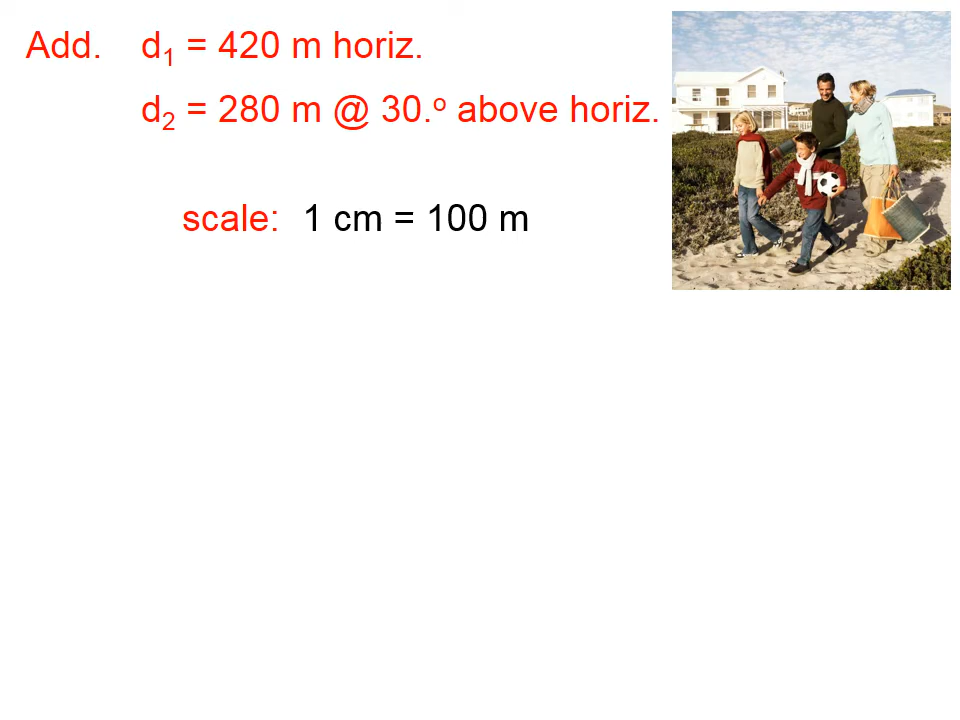 Add. d₁ = 420 m horiz.
d₂ = 280 m @ 30.º above horiz.
scale: 1 cm = 100 m